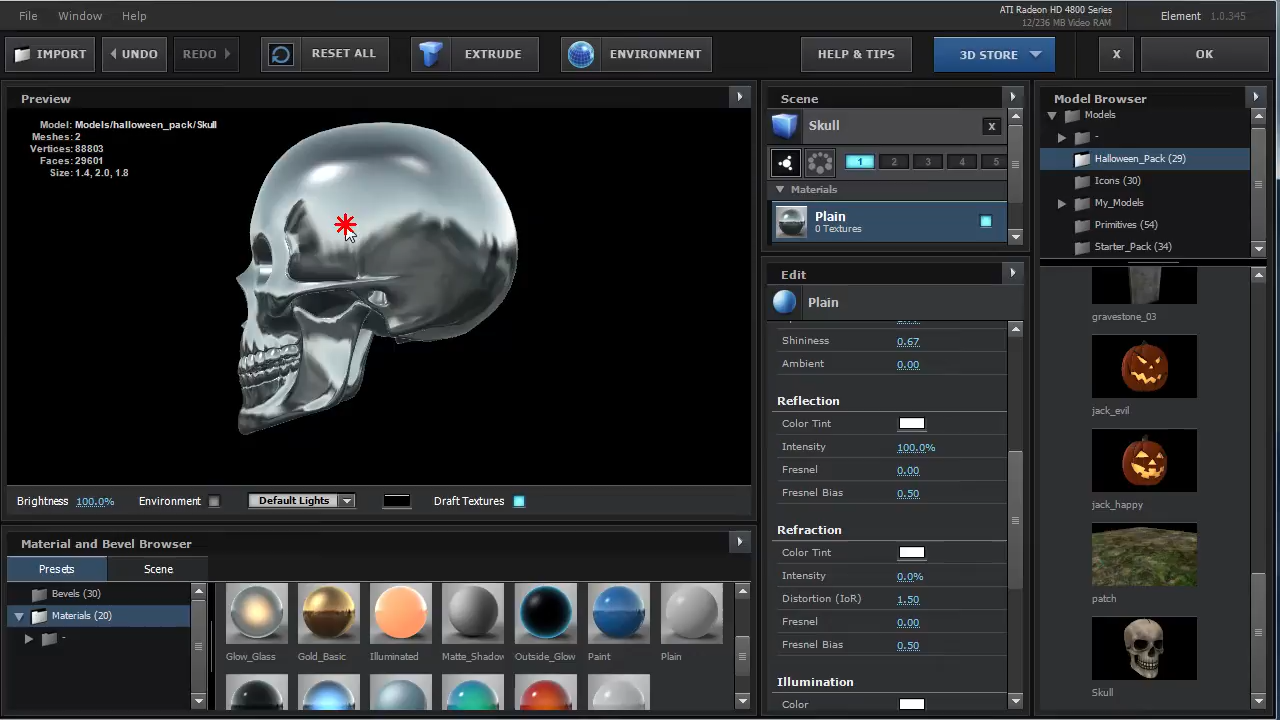 File
Window
Help
ATI Radeon HD 4800 Series
12/236 MB Video RAM
Element
1.0.345
IMPORT
UNDO
REDO
RESET ALL
EXTRUDE
ENVIRONMENT
HELP & TIPS
3D STORE
X
OK
Preview
Model: Models/halloween_pack/Skull
Meshes: 2
Vertices: 88803
Faces: 29601
Size: 1.4, 2.0, 1.8
Brightness 100.0%
Environment
Default Lights
Draft Textures
Material and Bevel Browser
Presets
Scene
Bevels (30)
Materials (20)
-
Glow_Glass
Gold_Basic
Illuminated
Matte_Shadow
Outside_Glow
Paint
Plain
Scene
Skull
X
1
2
3
4
5
Materials
Plain
0 Textures
Edit
Plain
Shininess 0.67
Ambient 0.00
Reflection
Color Tint
Intensity 100.0%
Fresnel 0.00
Fresnel Bias 0.50
Refraction
Color Tint
Intensity 0.0%
Distortion (IoR) 1.50
Fresnel 0.00
Fresnel Bias 0.50
Illumination
Color
Model Browser
Models
-
Halloween_Pack (29)
Icons (30)
My_Models
Primitives (54)
Starter_Pack (34)
gravestone_03
jack_evil
jack_happy
patch
Skull